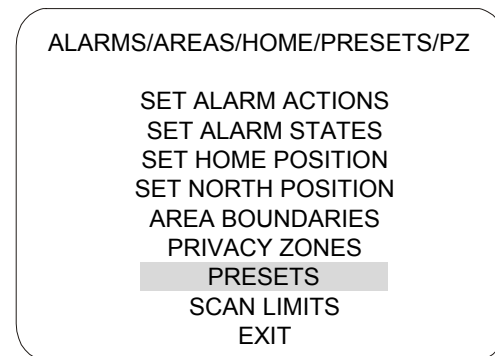 ALARMS/AREAS/HOME/PRESETS/PZ
SET ALARM ACTIONS
SET ALARM STATES
SET HOME POSITION
SET NORTH POSITION
AREA BOUNDARIES
PRIVACY ZONES
PRESETS
SCAN LIMITS
EXIT